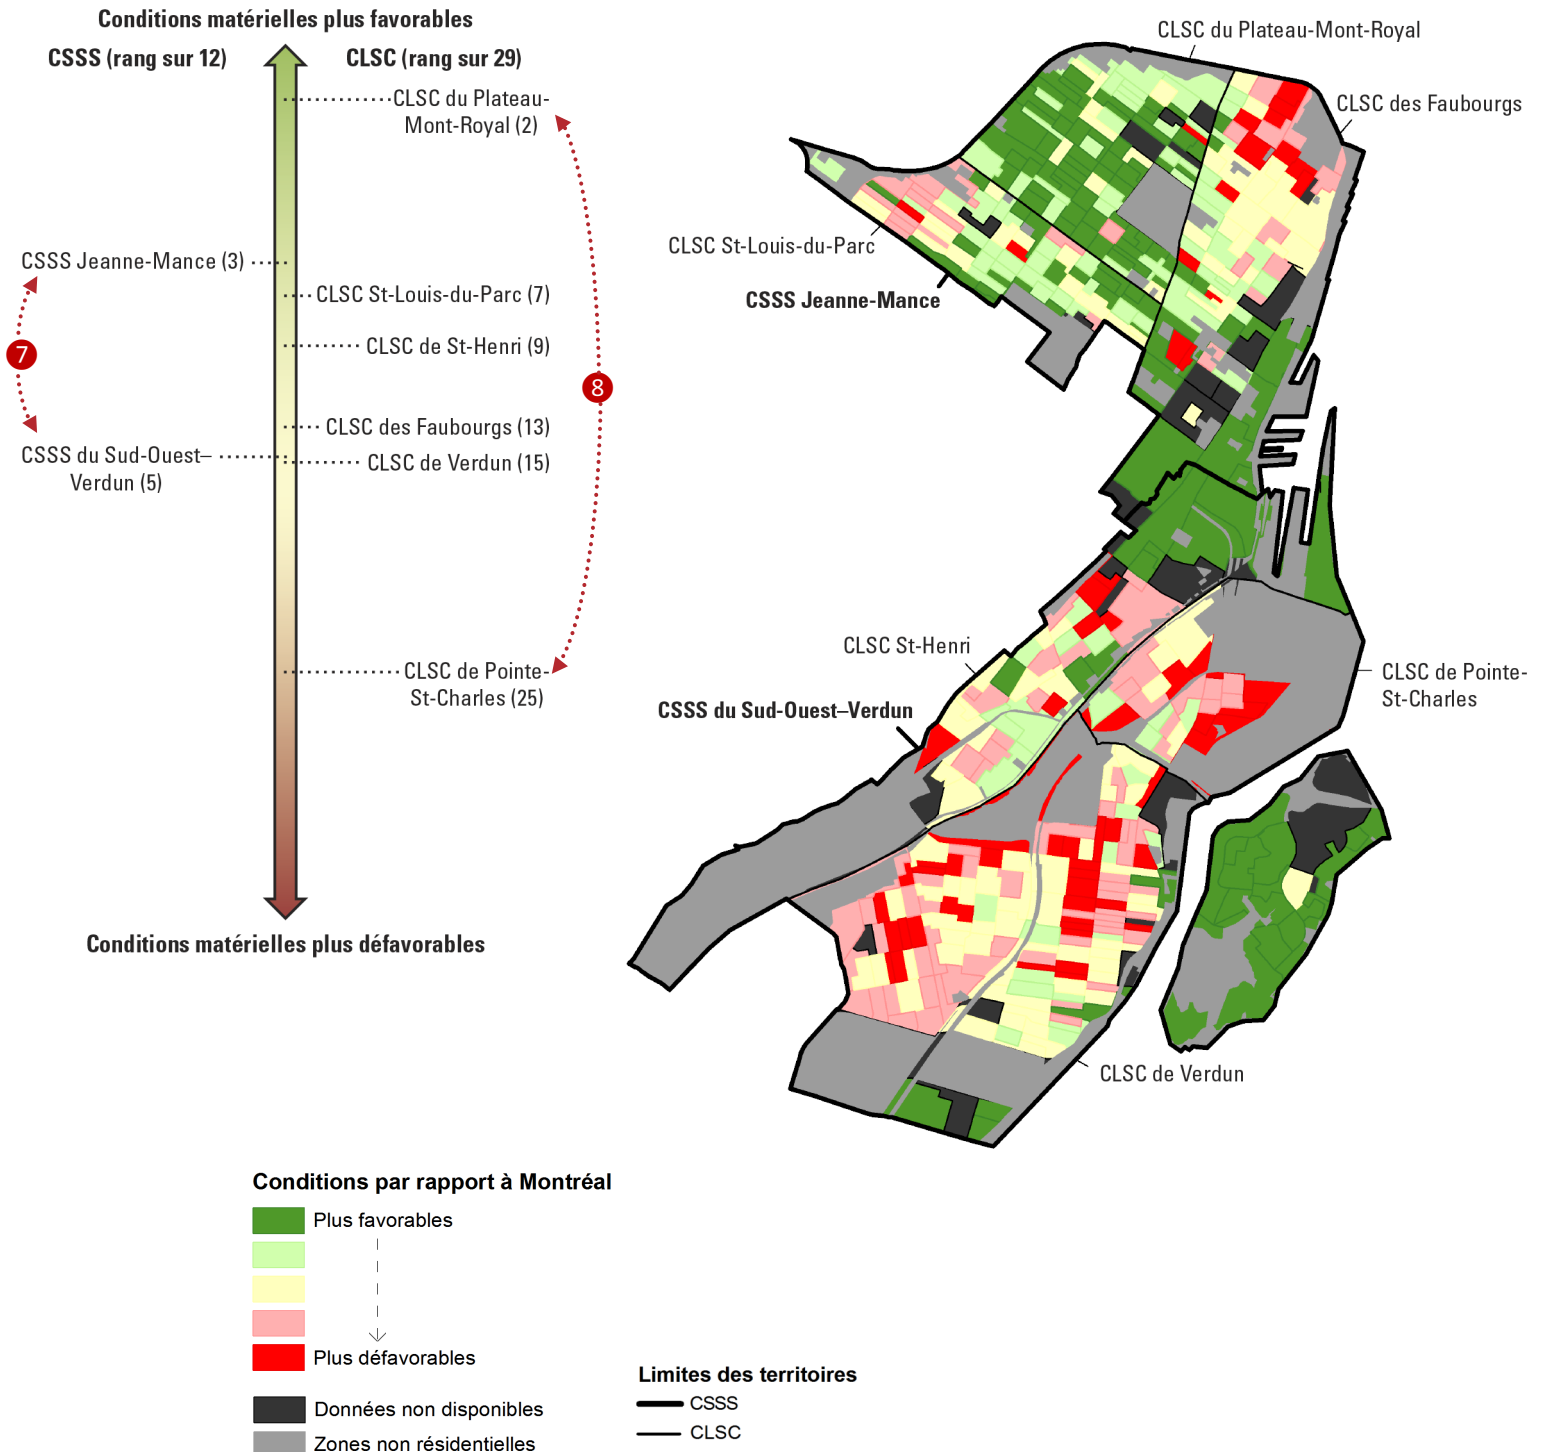 Conditions matérielles plus favorables
CSSS (rang sur 12)
CLSC (rang sur 29)
CLSC du Plateau-
Mont-Royal (2)
CSSS Jeanne-Mance (3)
CLSC St-Louis-du-Parc (7)
CLSC de St-Henri (9)
7
8
CLSC des Faubourgs (13)
CSSS du Sud-Ouest–
Verdun (5)
CLSC de Verdun (15)
CLSC de Pointe-
St-Charles (25)
Conditions matérielles plus défavorables
CLSC du Plateau-Mont-Royal
CLSC des Faubourgs
CLSC St-Louis-du-Parc
CSSS Jeanne-Mance
CLSC St-Henri
CSSS du Sud-Ouest–Verdun
CLSC de Pointe-
St-Charles
CLSC de Verdun
Conditions par rapport à Montréal
Plus favorables
Plus défavorables
Données non disponibles
Zones non résidentielles
Limites des territoires
CSSS
CLSC